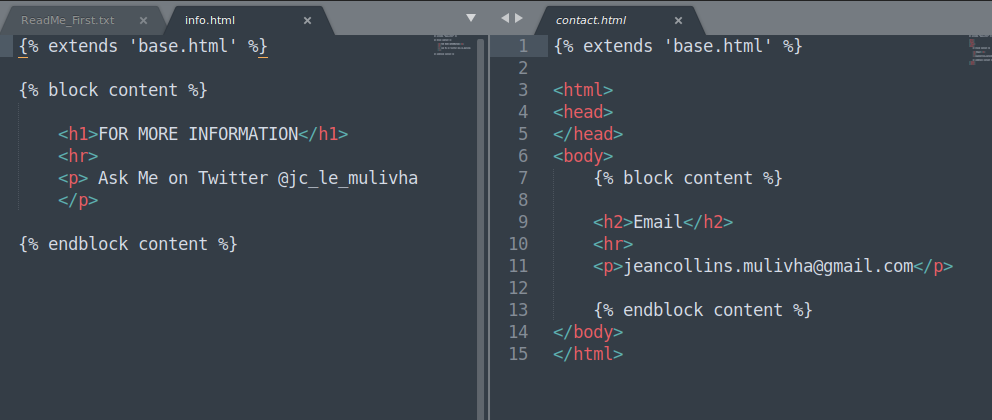 ReadMe_First.txt
info.html
{% extends 'base.html' %}
{% block content %}
<h1>FOR MORE INFORMATION</h1>
<hr>
<p> Ask Me on Twitter @jc_le_mulivha
</p>
{% endblock content %}
contact.html
1 {% extends 'base.html' %}
2
3 <html>
4 <head>
5 </head>
6 <body>
7 {% block content %}
8
9 <h2>Email</h2>
10 <hr>
11 <p>jeancollins.mulivha@gmail.com</p>
12
13 {% endblock content %}
14 </body>
15 </html>